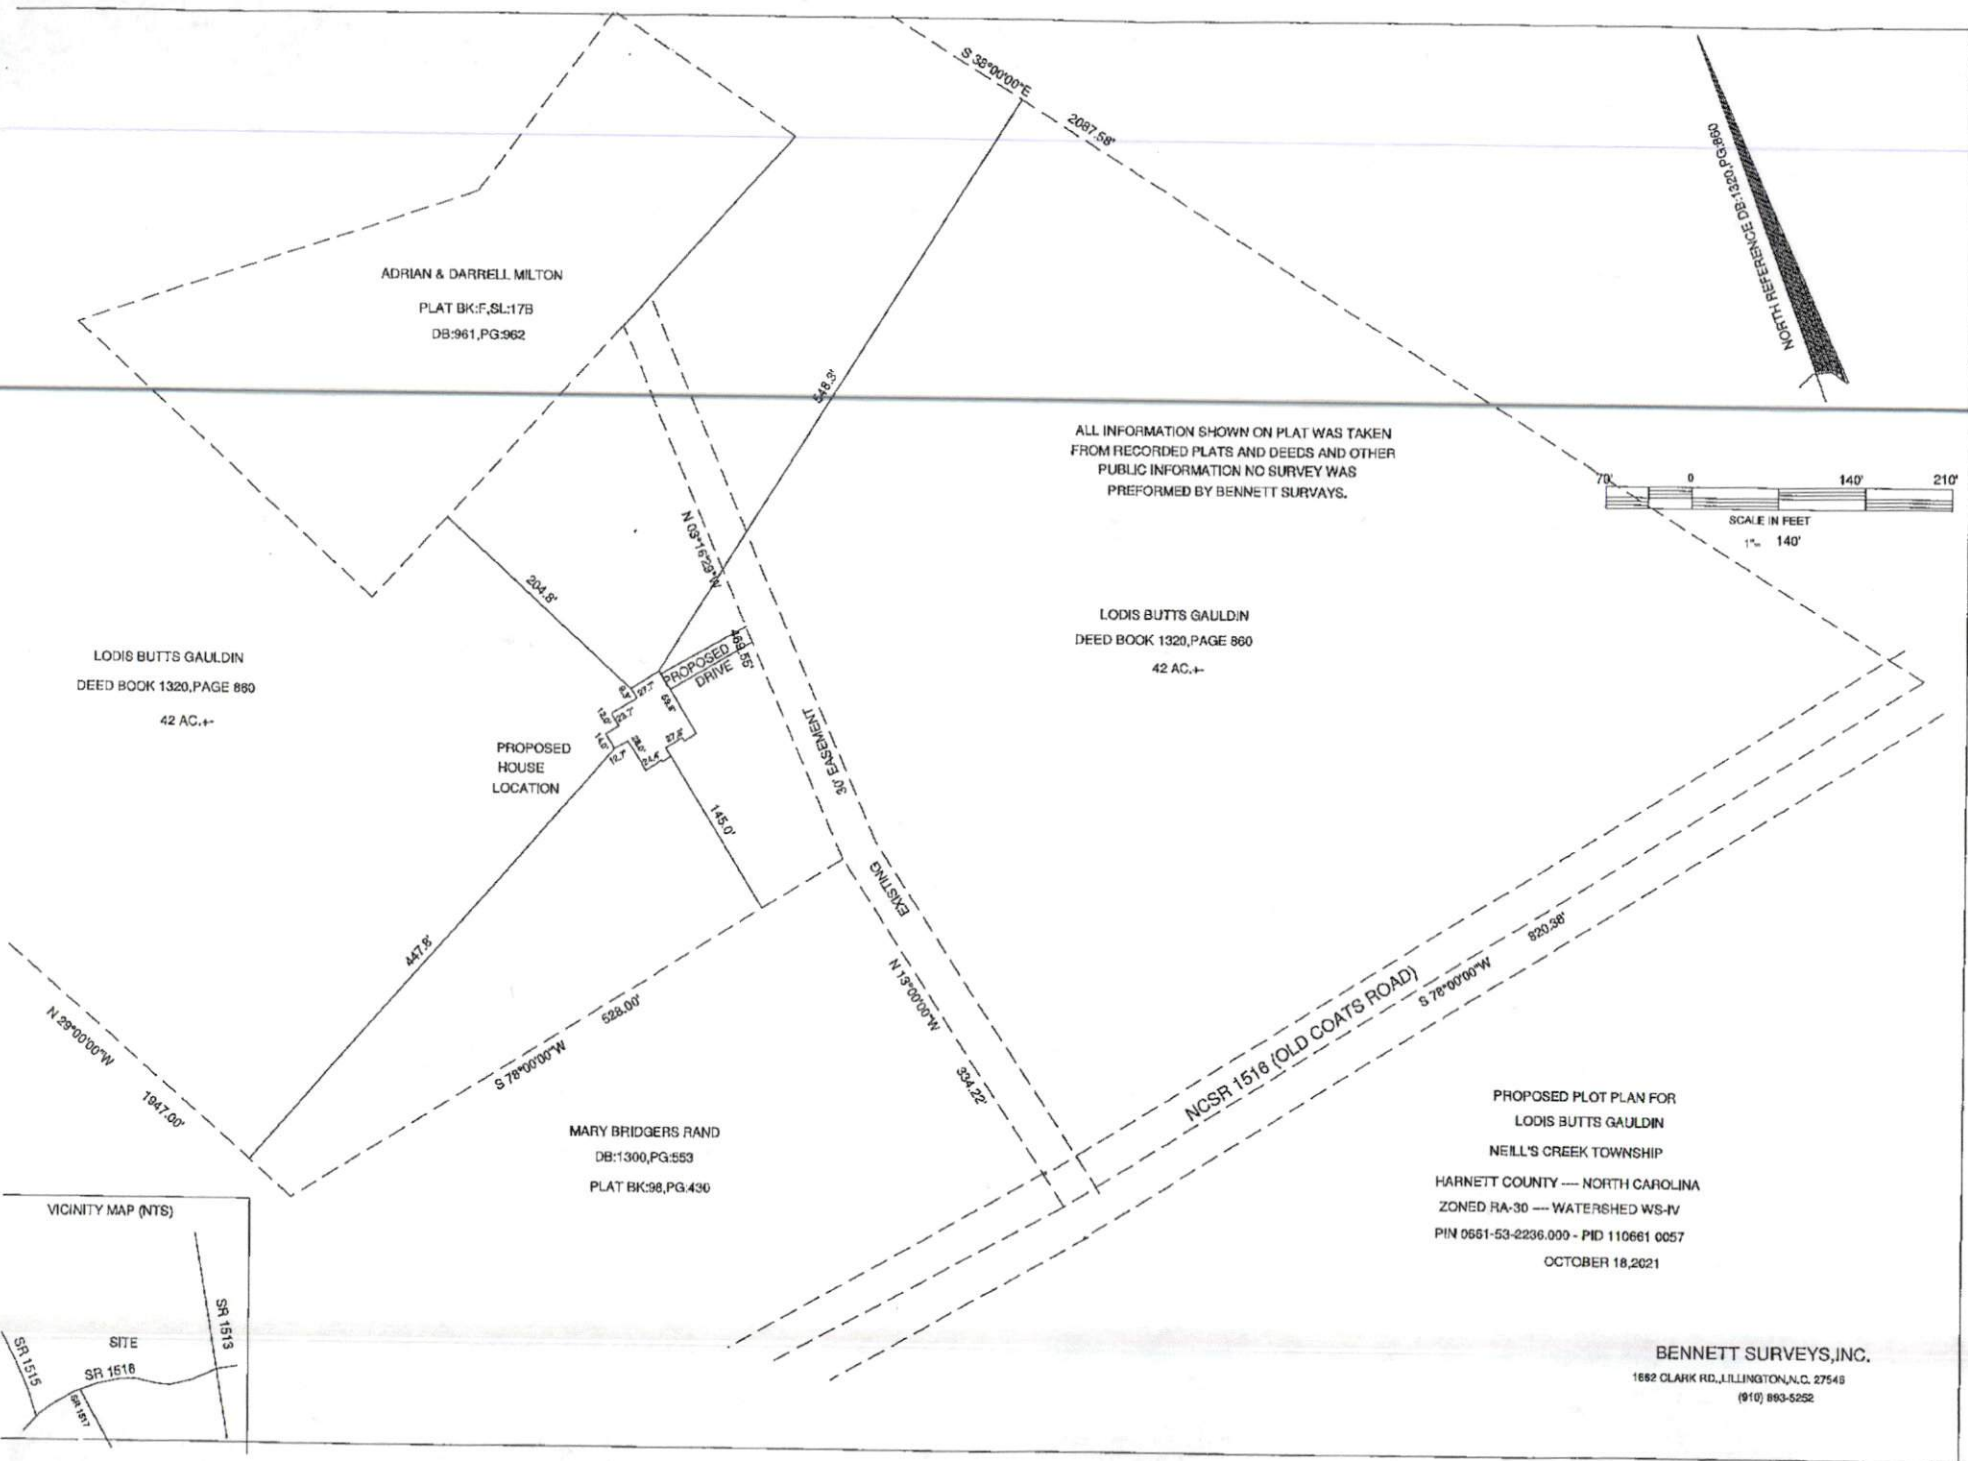 S 38°00'00"E
2087.58'
NORTH REFERENCE DB:1320,PG:860
ADRIAN & DARRELL MILTON
PLAT BK:F,SL:17B
DB:961,PG:962
548.3'
ALL INFORMATION SHOWN ON PLAT WAS TAKEN
FROM RECORDED PLATS AND DEEDS AND OTHER
PUBLIC INFORMATION NO SURVEY WAS
PREFORMED BY BENNETT SURVAYS.
70' 0 140' 210'
SCALE IN FEET
1"= 140'
N 03°16'29"W
469.55'
204.8'
LODIS BUTTS GAULDIN
DEED BOOK 1320,PAGE 860
42 AC.+-
LODIS BUTTS GAULDIN
DEED BOOK 1320,PAGE 860
42 AC.+-
PROPOSED
DRIVE
27.7'
12.0'
23.7'
14.0'
12.7'
28.0'
24.4'
PROPOSED
HOUSE
LOCATION
30' EASEMENT
EXISTING
145.0'
447.8'
N 29°00'00"W
1947.00'
S 78°00'00"W
528.00'
N 13°00'00"W
334.22'
NCSR 1516 (OLD COATS ROAD)
S 78°00'00"W
820.38'
MARY BRIDGERS RAND
DB:1300,PG:553
PLAT BK:98,PG:430
PROPOSED PLOT PLAN FOR
LODIS BUTTS GAULDIN
NEILL'S CREEK TOWNSHIP
HARNETT COUNTY ---- NORTH CAROLINA
ZONED RA-30 --- WATERSHED WS-IV
PIN 0661-53-2236.000 - PID 110661 0057
OCTOBER 18,2021
VICINITY MAP (NTS)
SR 1513
SITE
SR 1515
SR 1516
SR 1517
BENNETT SURVEYS,INC.
1662 CLARK RD.,LILLINGTON,N.C. 27546
(910) 893-5252